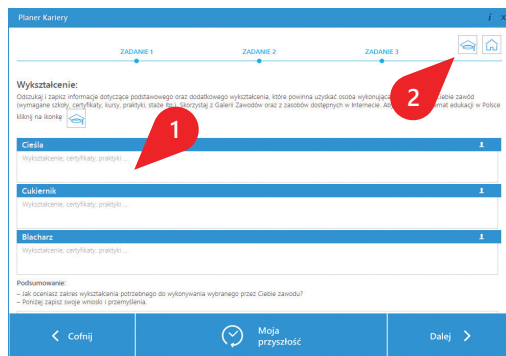 Planer Kariery i x
ZADANIE 1 ZADANIE 2 ZADANIE 3
Wykształcenie:
Odszukaj i zapisz informacje dotyczące podstawowego oraz dodatkowego wykształcenia, które powinna uzyskać osoba wykonująca iebie zawód
(wymagane szkoły, certyfikaty, kursy, praktyki, staże itp.). Skorzystaj z Galerii Zawodów oraz z zasobów dostępnych w Internecie. Ab emat edukacji w Polsce
kliknij na ikonkę
1
2
Cieśla
Wykształcenie, certyfikaty, praktyki ...
Cukiernik
Wykształcenie, certyfikaty, praktyki ...
Blacharz
Wykształcenie, certyfikaty, praktyki ...
Podsumowanie:
– Jak oceniasz zakres wykształcenia potrzebnego do wykonywania wybranego przez Ciebie zawodu?
– Poniżej zapisz swoje wnioski i przemyślenia.
Cofnij Moja przyszłość Dalej